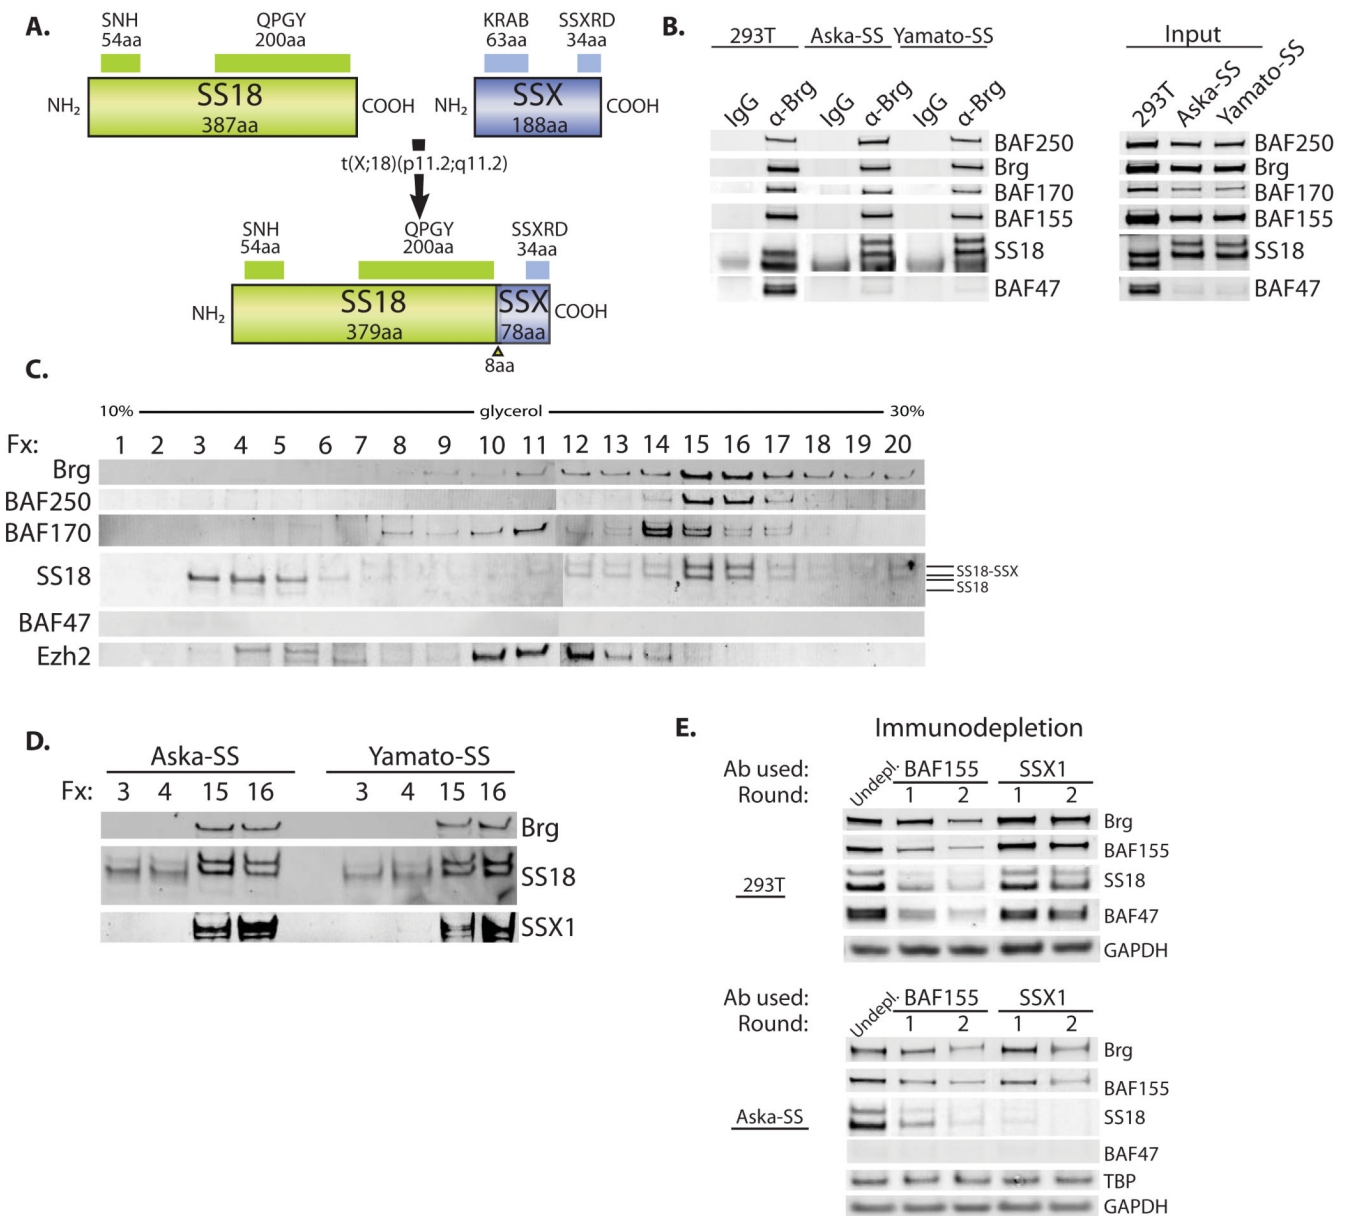 A.
SNH
54aa
QPGY
200aa
KRAB
63aa
SSXRD
34aa
NH₂
SS18
387aa
COOH
NH₂
SSX
188aa
COOH
t(X;18)(p11.2;q11.2)
SNH
54aa
QPGY
200aa
SSXRD
34aa
NH₂
SS18
379aa
SSX
78aa
COOH
8aa
B.
293T Aska-SS Yamato-SS
IgG α-Brg IgG α-Brg IgG α-Brg
BAF250
Brg
BAF170
BAF155
SS18
BAF47
Input
293T Aska-SS Yamato-SS
BAF250
Brg
BAF170
BAF155
SS18
BAF47
C.
10% glycerol 30%
Fx: 1 2 3 4 5 6 7 8 9 10 11 12 13 14 15 16 17 18 19 20
Brg
BAF250
BAF170
SS18
SS18-SSX
SS18
BAF47
Ezh2
D.
Aska-SS Yamato-SS
Fx: 3 4 15 16 3 4 15 16
Brg
SS18
SSX1
E.
Immunodepletion
Ab used: Undepl. BAF155 SSX1
Round: 1 2 1 2
293T
Brg
BAF155
SS18
BAF47
GAPDH
Ab used: Undepl. BAF155 SSX1
Round: 1 2 1 2
Aska-SS
Brg
BAF155
SS18
BAF47
TBP
GAPDH